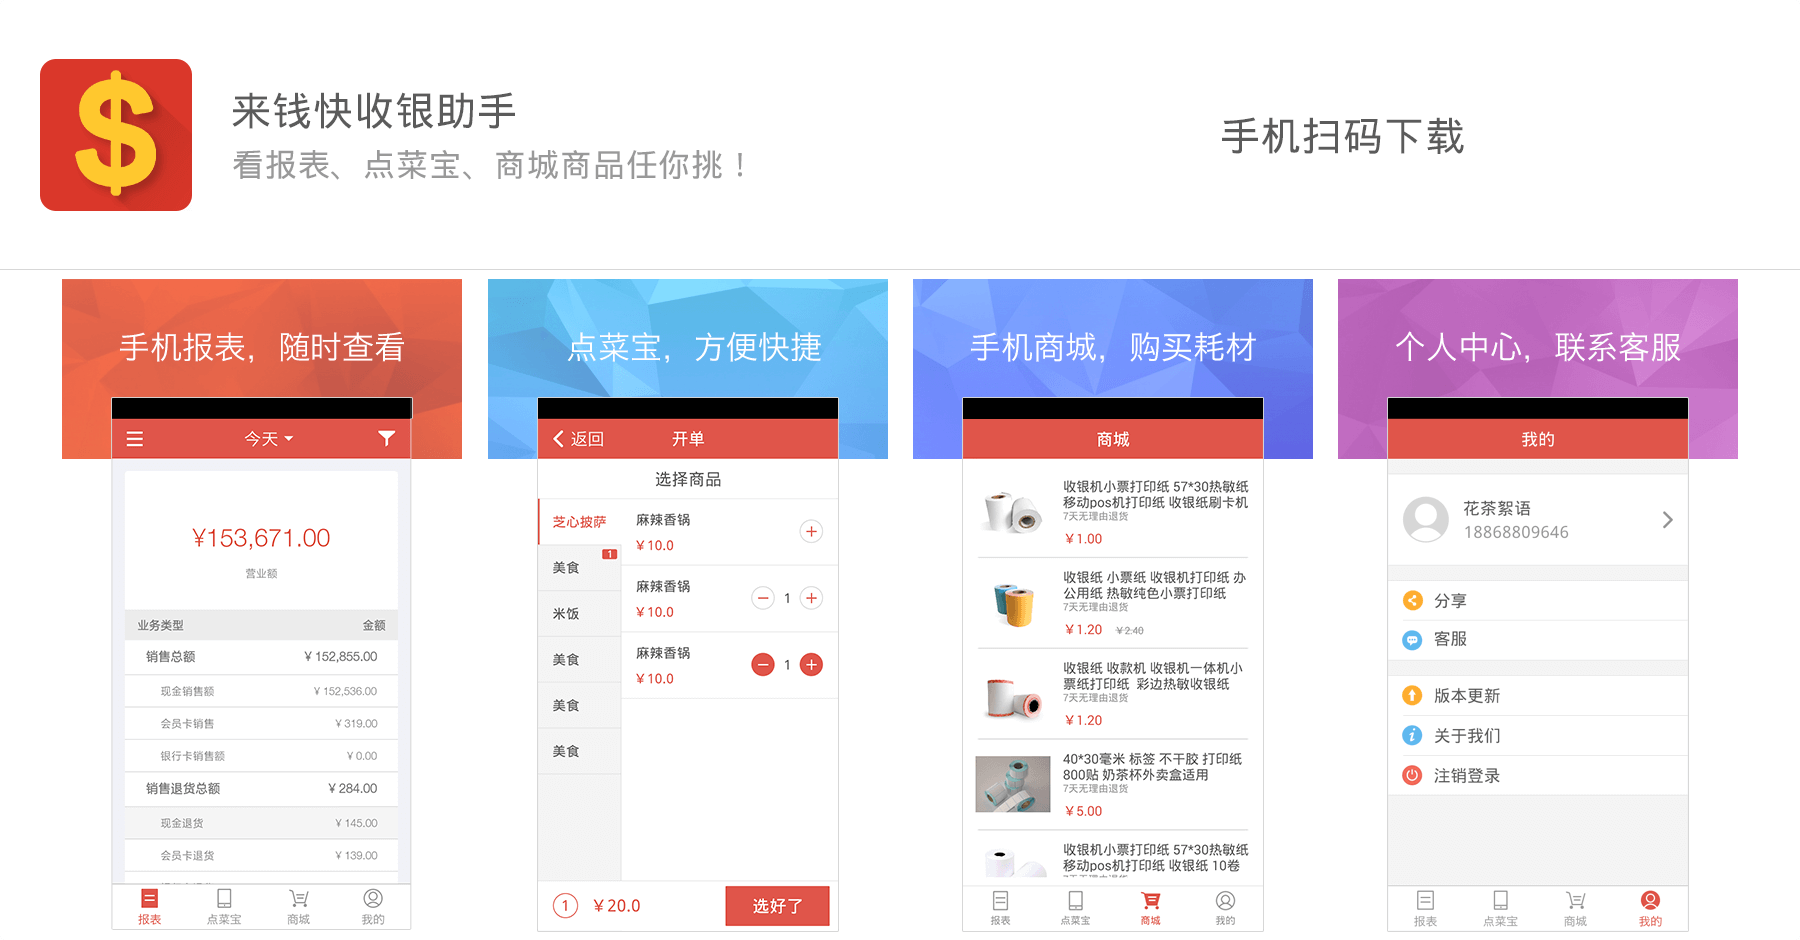 来钱快收银助手
看报表、点菜宝、商城商品任你挑！
手机扫码下载
手机报表，随时查看
今天
¥153,671.00
营业额
业务类型 金额
销售总额 ¥ 152,855.00
现金销售额 ¥ 152,536.00
会员卡销售 ¥ 319.00
银行卡销售额 ¥ 0.00
销售退货总额 ¥ 284.00
现金退货 ¥ 145.00
会员卡退货 ¥ 139.00
报表 点菜宝 商城 我的
点菜宝，方便快捷
返回 开单
选择商品
芝心披萨
美食
1
米饭
美食
美食
美食
麻辣香锅
¥10.0
麻辣香锅
¥10.0
1
麻辣香锅
¥10.0
1
1 ¥20.0 选好了
手机商城，购买耗材
商城
收银机小票打印纸 57*30热敏纸
移动pos机打印纸 收银纸刷卡机
7天无理由退货
¥1.00
收银纸 小票纸 收银机打印纸 办
公用纸 热敏纯色小票打印纸
7天无理由退货
¥1.20 ¥2.40
收银纸 收款机 收银机一体机小
票纸打印纸 彩边热敏收银纸
7天无理由退货
¥1.20
40*30毫米 标签 不干胶 打印纸
800贴 奶茶杯外卖盒适用
7天无理由退货
¥5.00
收银机小票打印纸 57*30热敏纸
移动pos机打印纸 收银纸 10卷
报表 点菜宝 商城 我的
个人中心，联系客服
我的
花茶絮语
18868809646
分享
客服
版本更新
关于我们
注销登录
报表 点菜宝 商城 我的